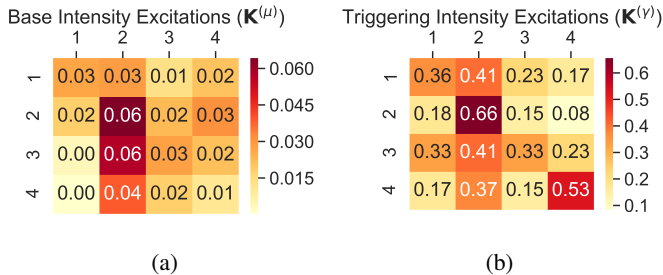 Base Intensity Excitations (K^(μ))
1 2 3 4
1 0.03 0.03 0.01 0.02
2 0.02 0.06 0.02 0.03
3 0.00 0.06 0.03 0.02
4 0.00 0.04 0.02 0.01
0.060
0.045
0.030
0.015
(a)
Triggering Intensity Excitations (K^(γ))
1 2 3 4
1 0.36 0.41 0.23 0.17
2 0.18 0.66 0.15 0.08
3 0.33 0.41 0.33 0.23
4 0.17 0.37 0.15 0.53
0.6
0.5
0.4
0.3
0.2
0.1
(b)